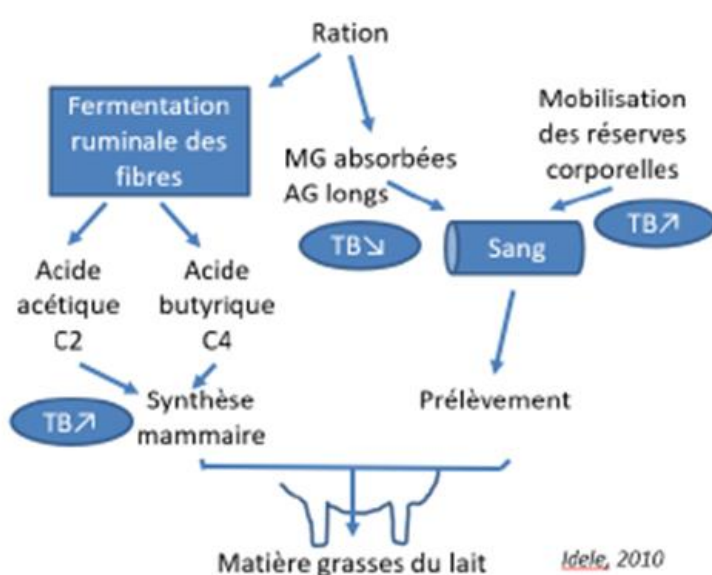 Ration
Fermentation
ruminale des
fibres
MG absorbées
AG longs
Mobilisation
des réserves
corporelles
TB↘
Sang
TB↗
Acide
acétique
C2
Acide
butyrique
C4
TB↗
Synthèse
mammaire
Prélèvement
Matière grasses du lait
Idele, 2010